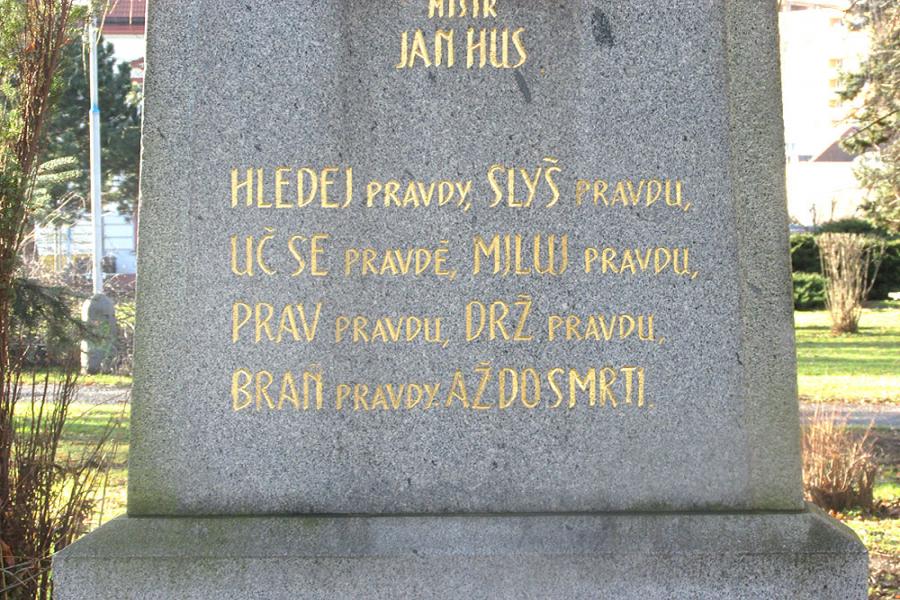 MISTR
JAN HUS
HLEDEJ PRAVDY, SLYŠ PRAVDU,
UČ SE PRAVDĚ, MILUJ PRAVDU,
PRAV PRAVDU, DRŽ PRAVDU,
BRAŇ PRAVDY AŽ DO SMRTI.